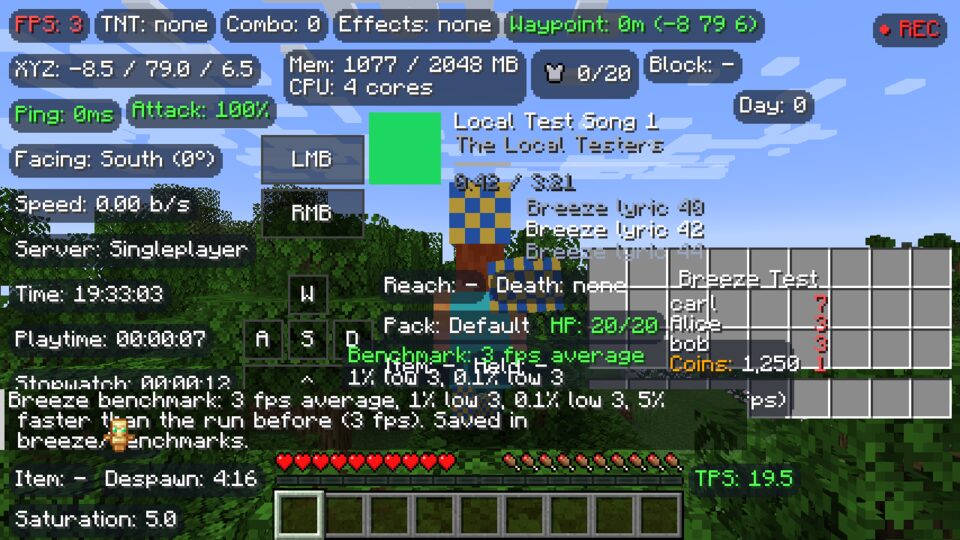 FPS: 3
TNT: none
Combo: 0
Effects: none
Waypoint: 0m (-8 79 6)
REC
XYZ: -8.5 / 79.0 / 6.5
Mem: 1077 / 2048 MB
CPU: 4 cores
0/20
Block: -
Day: 0
Ping: 0ms
Attack: 100%
Local Test Song 1
The Local Testers
0:42 / 3:21
Facing: South (0°)
LMB
Speed: 0.00 b/s
RMB
Breeze lyric 40
Breeze lyric 42
Breeze lyric 44
Server: Singleplayer
Reach: -
Death: none
Breeze Test
carl 7
Alice 3
bob 3
Coins: 1,250 1
Time: 19:33:03
W
Playtime: 00:00:07
A
S
D
Pack: Default
HP: 20/20
Benchmark: 3 fps average
1% low 3, 0.1% low 3
Stopwatch: 00:00:12
Breeze benchmark: 3 fps average, 1% low 3, 0.1% low 3, 5%
faster than the run before (3 fps). Saved in
breeze/benchmarks.
ps)
Item: -
Despawn: 4:16
TPS: 19.5
Saturation: 5.0